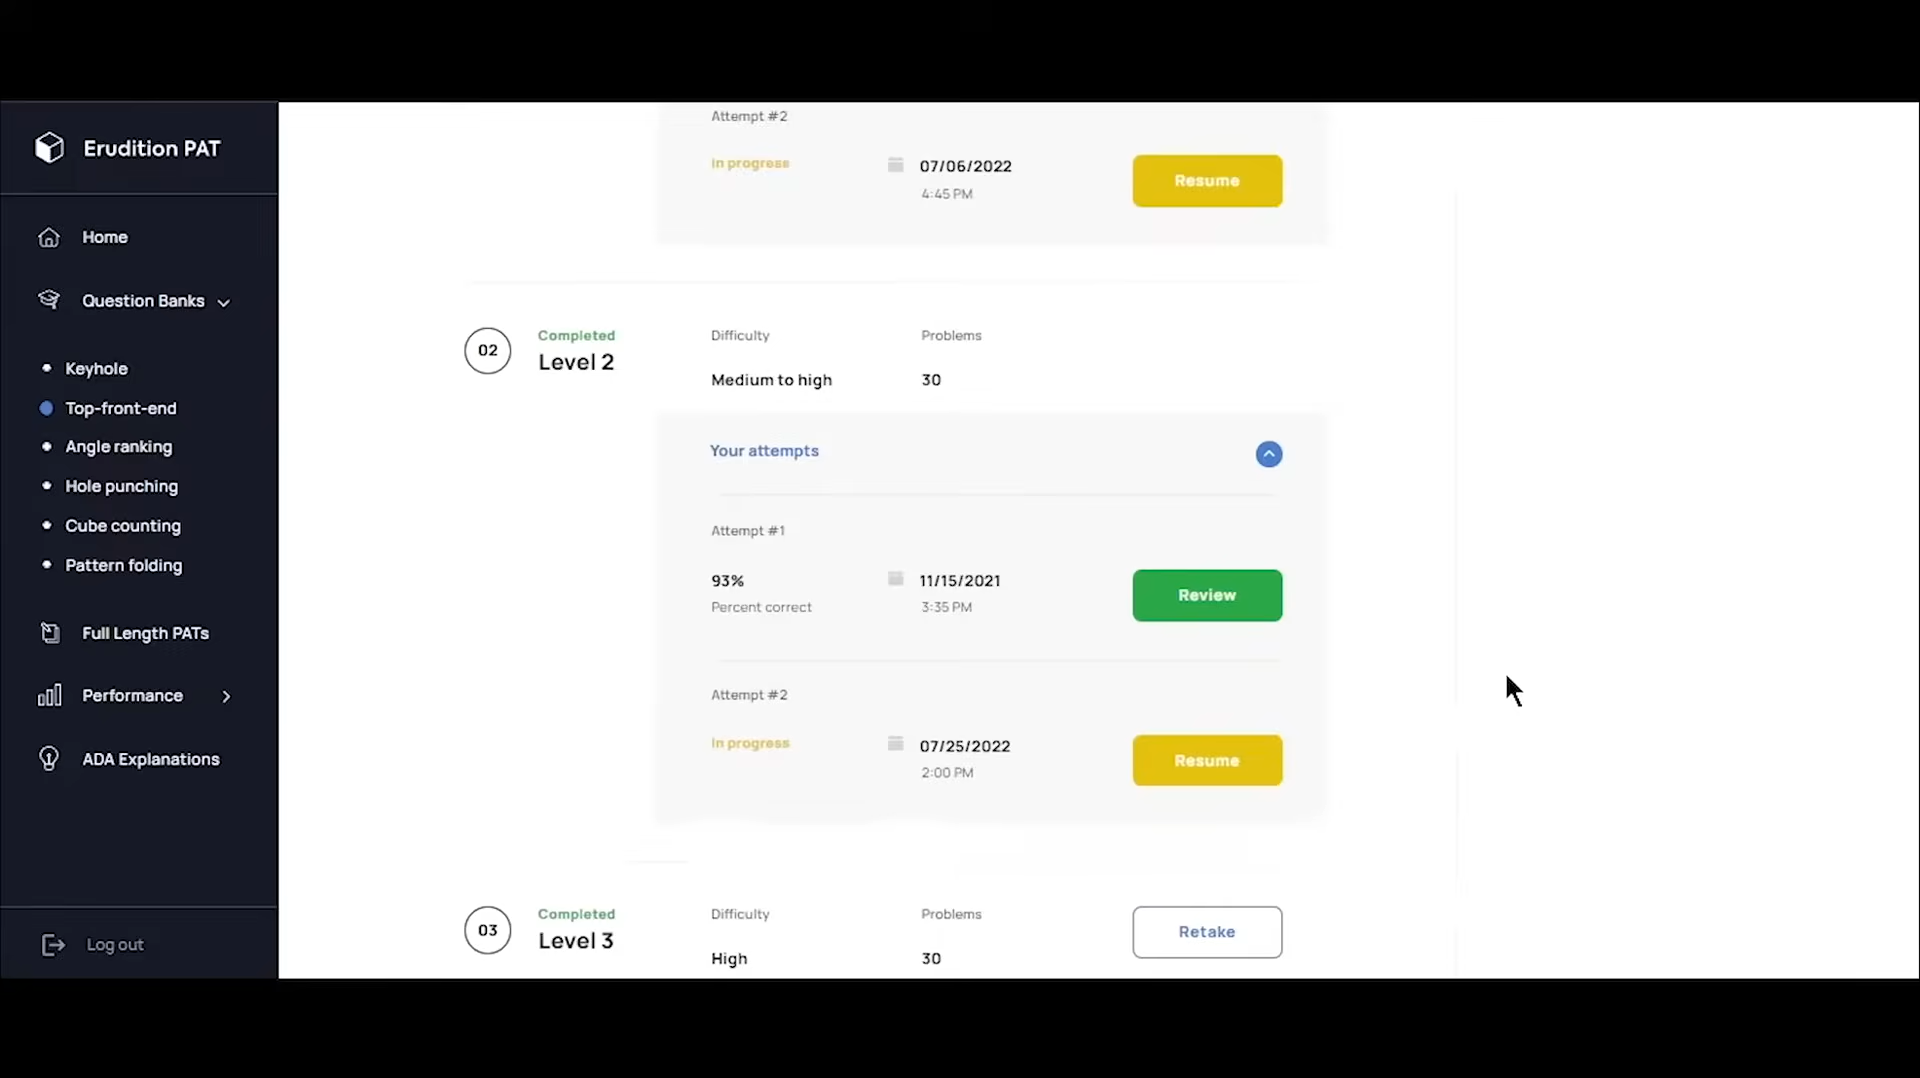 Erudition PAT
Home
Question Banks
Keyhole
Top-front-end
Angle ranking
Hole punching
Cube counting
Pattern folding
Full Length PATs
Performance
ADA Explanations
Log out
Attempt #2
In progress
07/06/2022
4:45 PM
Resume
02
Completed
Level 2
Difficulty
Medium to high
Problems
30
Your attempts
Attempt #1
93%
Percent correct
11/15/2021
3:35 PM
Review
Attempt #2
In progress
07/25/2022
2:00 PM
Resume
03
Completed
Level 3
Difficulty
High
Problems
30
Retake